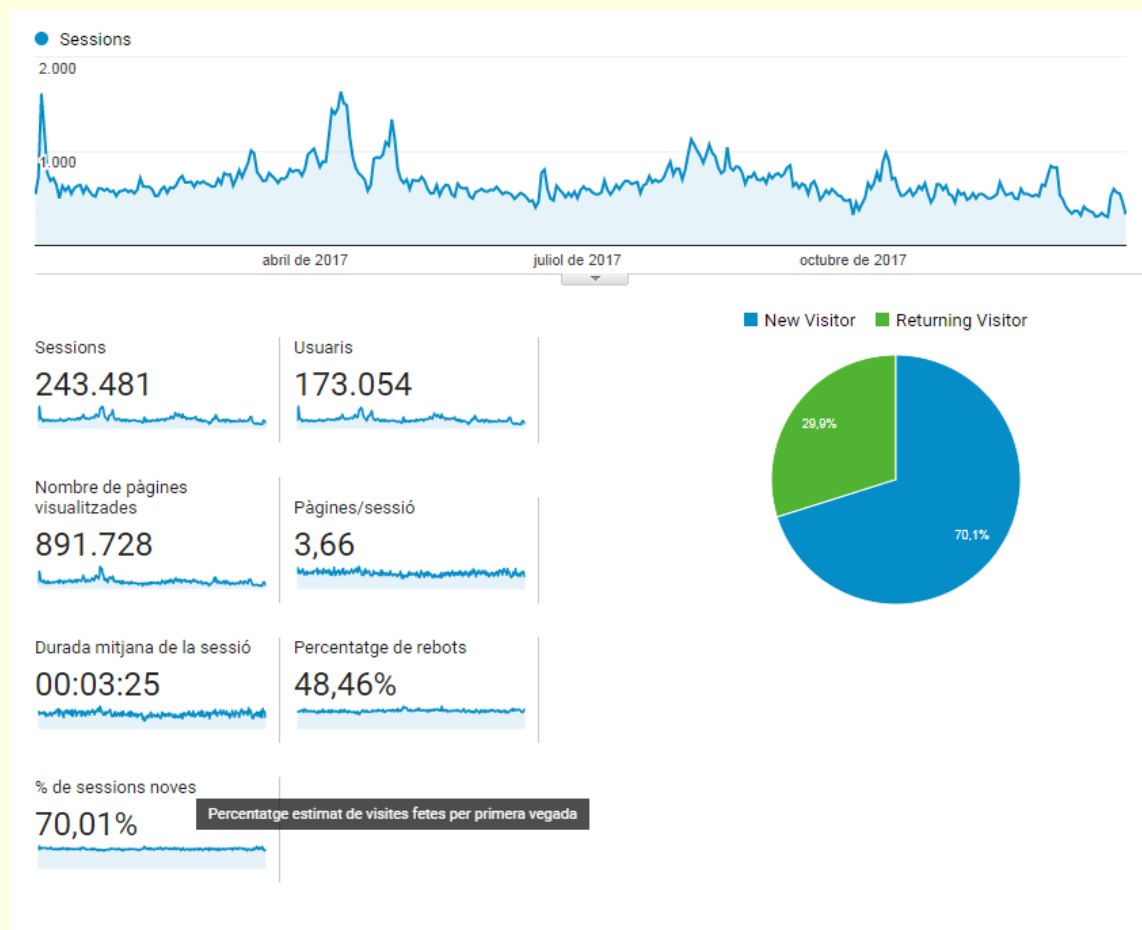 Sessions
2.000
1.000
abril de 2017
juliol de 2017
octubre de 2017
New Visitor
Returning Visitor
29,9%
70,1%
Sessions
243.481
Usuaris
173.054
Nombre de pàgines
visualitzades
891.728
Pàgines/sessió
3,66
Durada mitjana de la sessió
00:03:25
Percentatge de rebots
48,46%
% de sessions noves
70,01%
Percentatge estimat de visites fetes per primera vegada